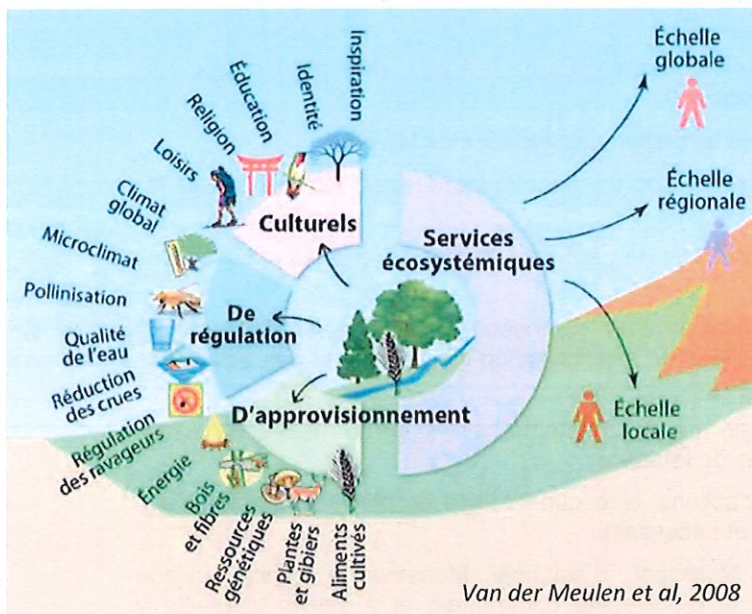 Inspiration
Identité
Éducation
Religion
Loisirs
Climat
global
Microclimat
Pollinisation
Qualité
de l'eau
Réduction
des crues
Régulation
des ravageurs
Énergie
Bois
et fibres
Ressources
génétiques
Plantes
et gibiers
Aliments
cultivés
Culturels
De
régulation
D'approvisionnement
Services
écosystémiques
Échelle
globale
Échelle
régionale
Échelle
locale
Van der Meulen et al, 2008